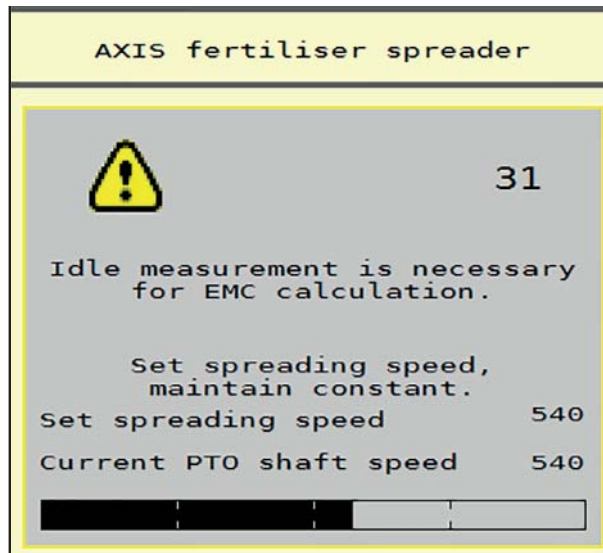 AXIS fertiliser spreader
31
Idle measurement is necessary
for EMC calculation.
Set spreading speed,
maintain constant.
Set spreading speed 540
Current PTO shaft speed 540